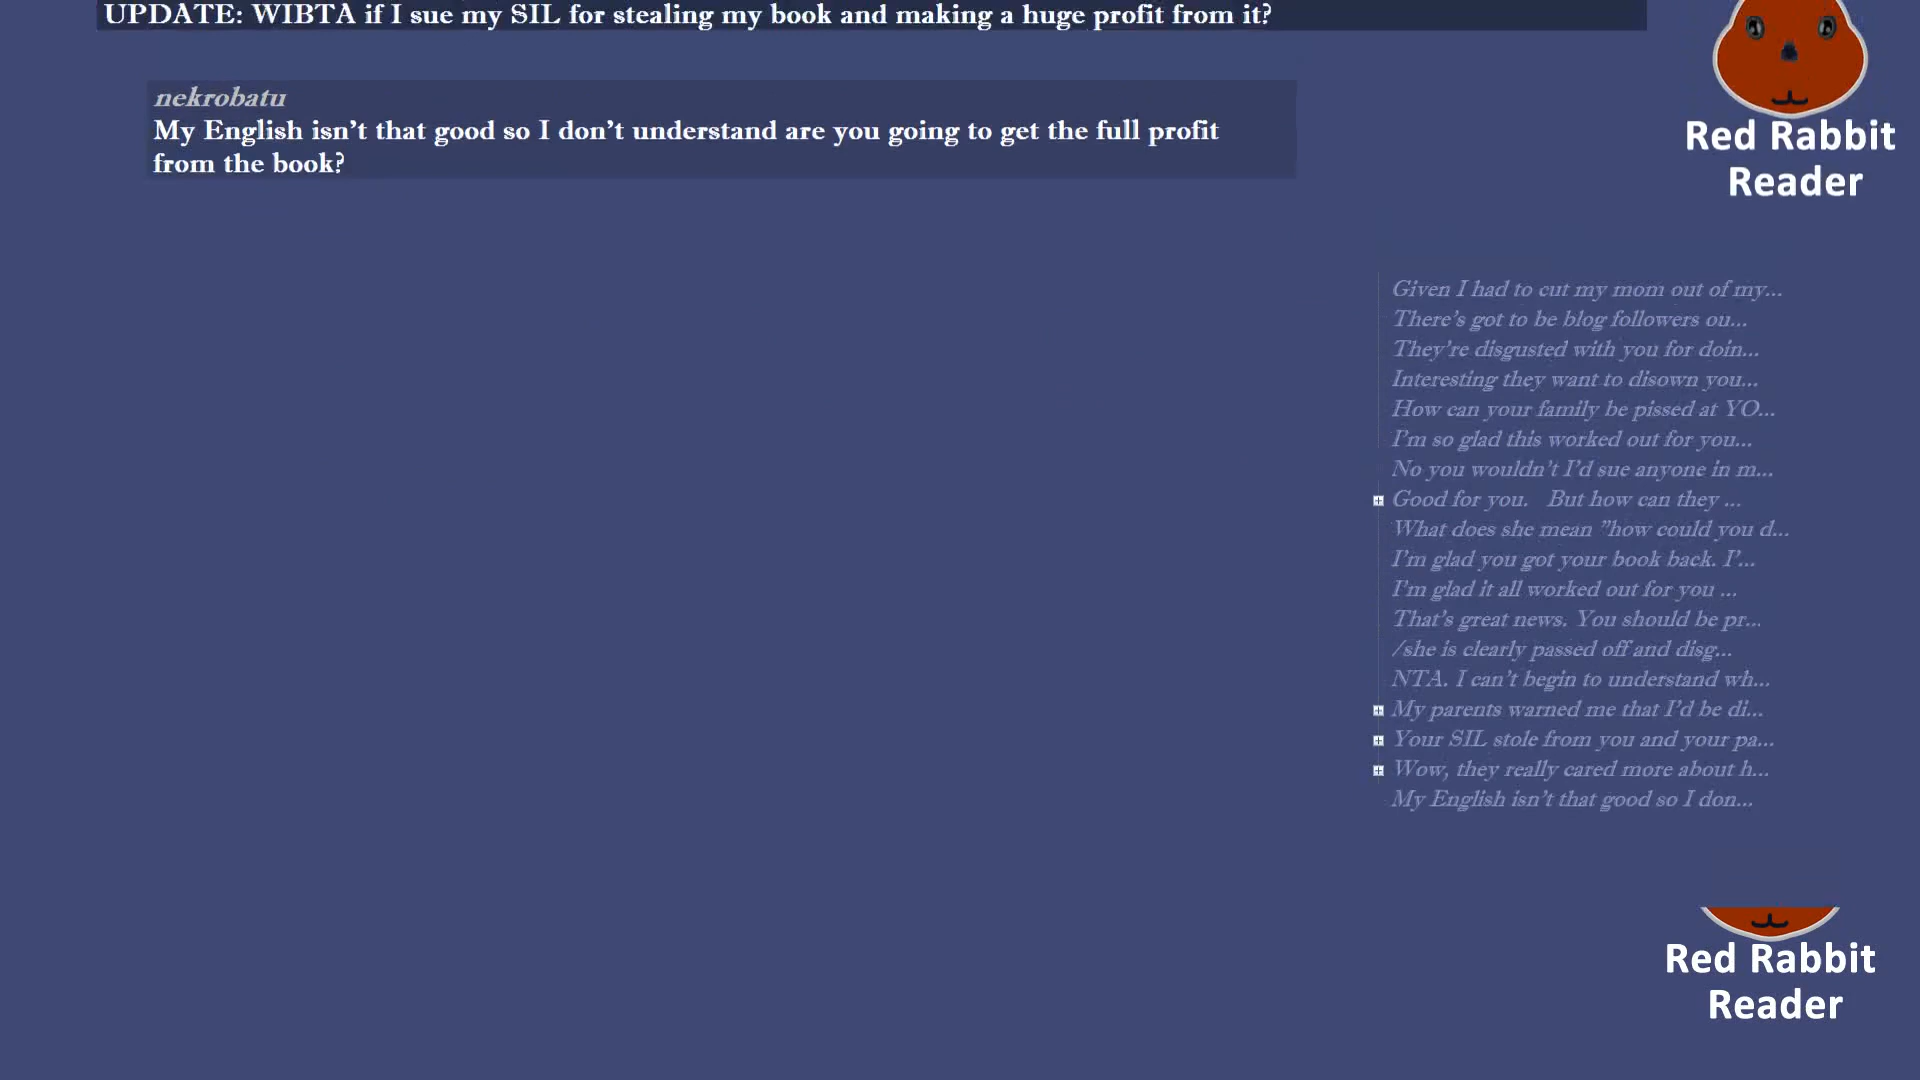 UPDATE: WIBTA if I sue my SIL for stealing my book and making a huge profit from it?
nekrobatu
My English isn't that good so I don't understand are you going to get the full profit
from the book?
Red Rabbit
Reader
Given I had to cut my mom out of my...
There's got to be blog followers ou...
They're disgusted with you for doin...
Interesting they want to disown you...
How can your family be pissed at YO...
I'm so glad this worked out for you...
No you wouldn't I'd sue anyone in m...
Good for you.   But how can they ...
What does she mean "how could you d...
I'm glad you got your book back. I'...
I'm glad it all worked out for you ...
That's great news. You should be pr...
/she is clearly passed off and disg...
NTA. I can't begin to understand wh...
My parents warned me that I'd be di...
Your SIL stole from you and your pa...
Wow, they really cared more about h...
My English isn't that good so I don...
Red Rabbit
Reader